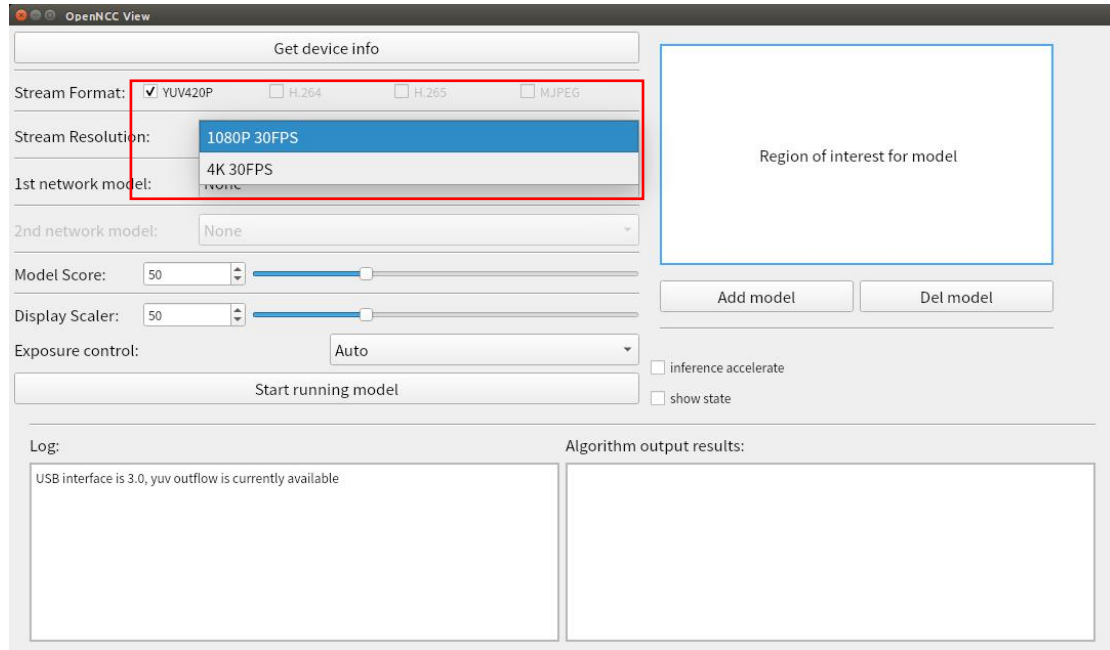 OpenNCC View
Get device info
Stream Format: YUV420P H.264 H.265 MJPEG
Stream Resolution: 1080P 30FPS
4K 30FPS
1st network model: None
2nd network model: None
Model Score: 50
Display Scaler: 50
Exposure control: Auto
Start running model
Region of interest for model
Add model Del model
inference accelerate
show state
Log:
USB interface is 3.0, yuv outflow is currently available
Algorithm output results: